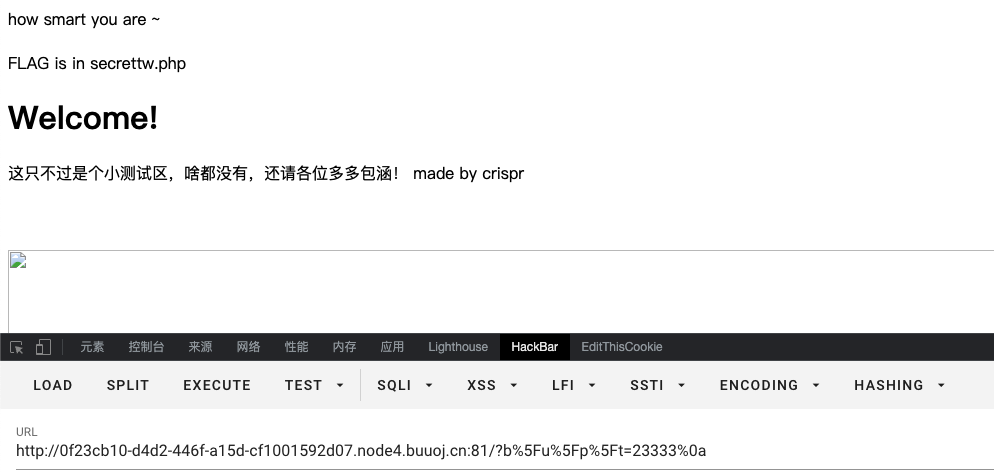 how smart you are ~
FLAG is in secrettw.php
Welcome!
这只不过是个小测试区，啥都没有，还请各位多多包涵！ made by crispr
元素 控制台 来源 网络 性能 内存 应用 Lighthouse HackBar EditThisCookie
LOAD SPLIT EXECUTE TEST SQLI XSS LFI SSTI ENCODING HASHING
URL
http://0f23cb10-d4d2-446f-a15d-cf1001592d07.node4.buuoj.cn:81/?b%5Fu%5Fp%5Ft=23333%0a